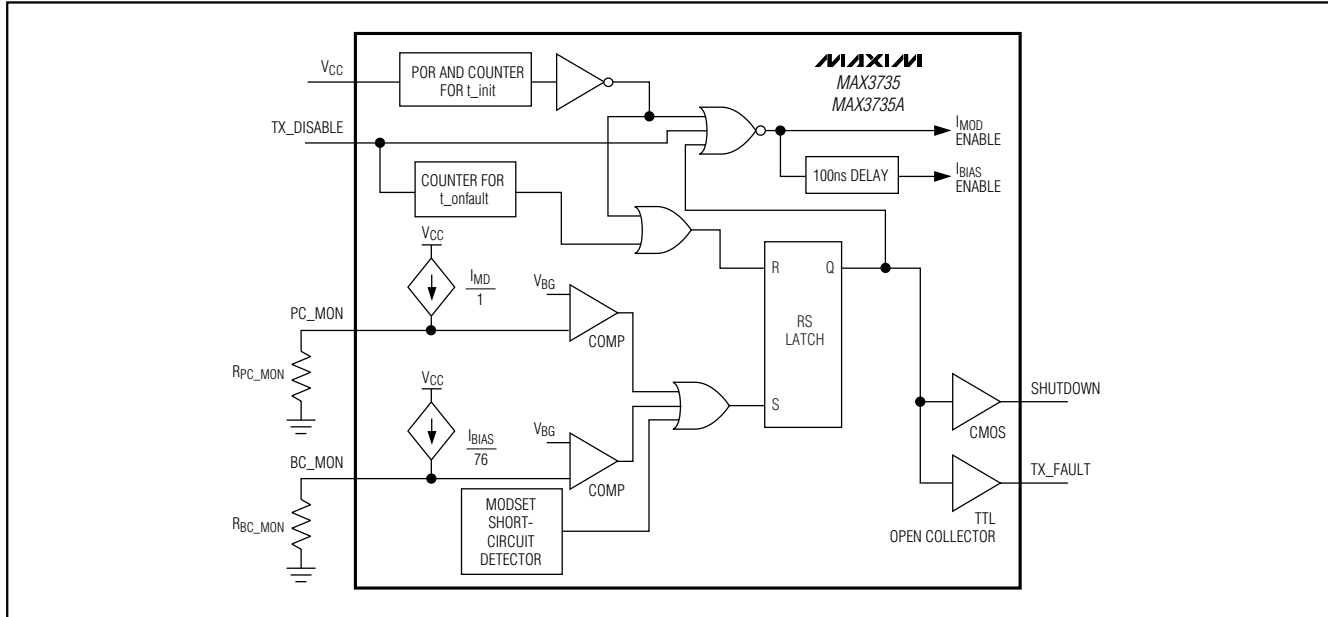 VCC
POR AND COUNTER
FOR t_init
MAXIM
MAX3735
MAX3735A
TX_DISABLE
IMOD
ENABLE
COUNTER FOR
t_onfault
100ns DELAY
IBIAS
ENABLE
VCC
IMD
1
PC_MON
VBG
COMP
R
Q
RS
LATCH
S
RPC_MON
VCC
IBIAS
76
BC_MON
VBG
COMP
SHUTDOWN
CMOS
TX_FAULT
TTL
OPEN COLLECTOR
RBC_MON
MODSET
SHORT-
CIRCUIT
DETECTOR